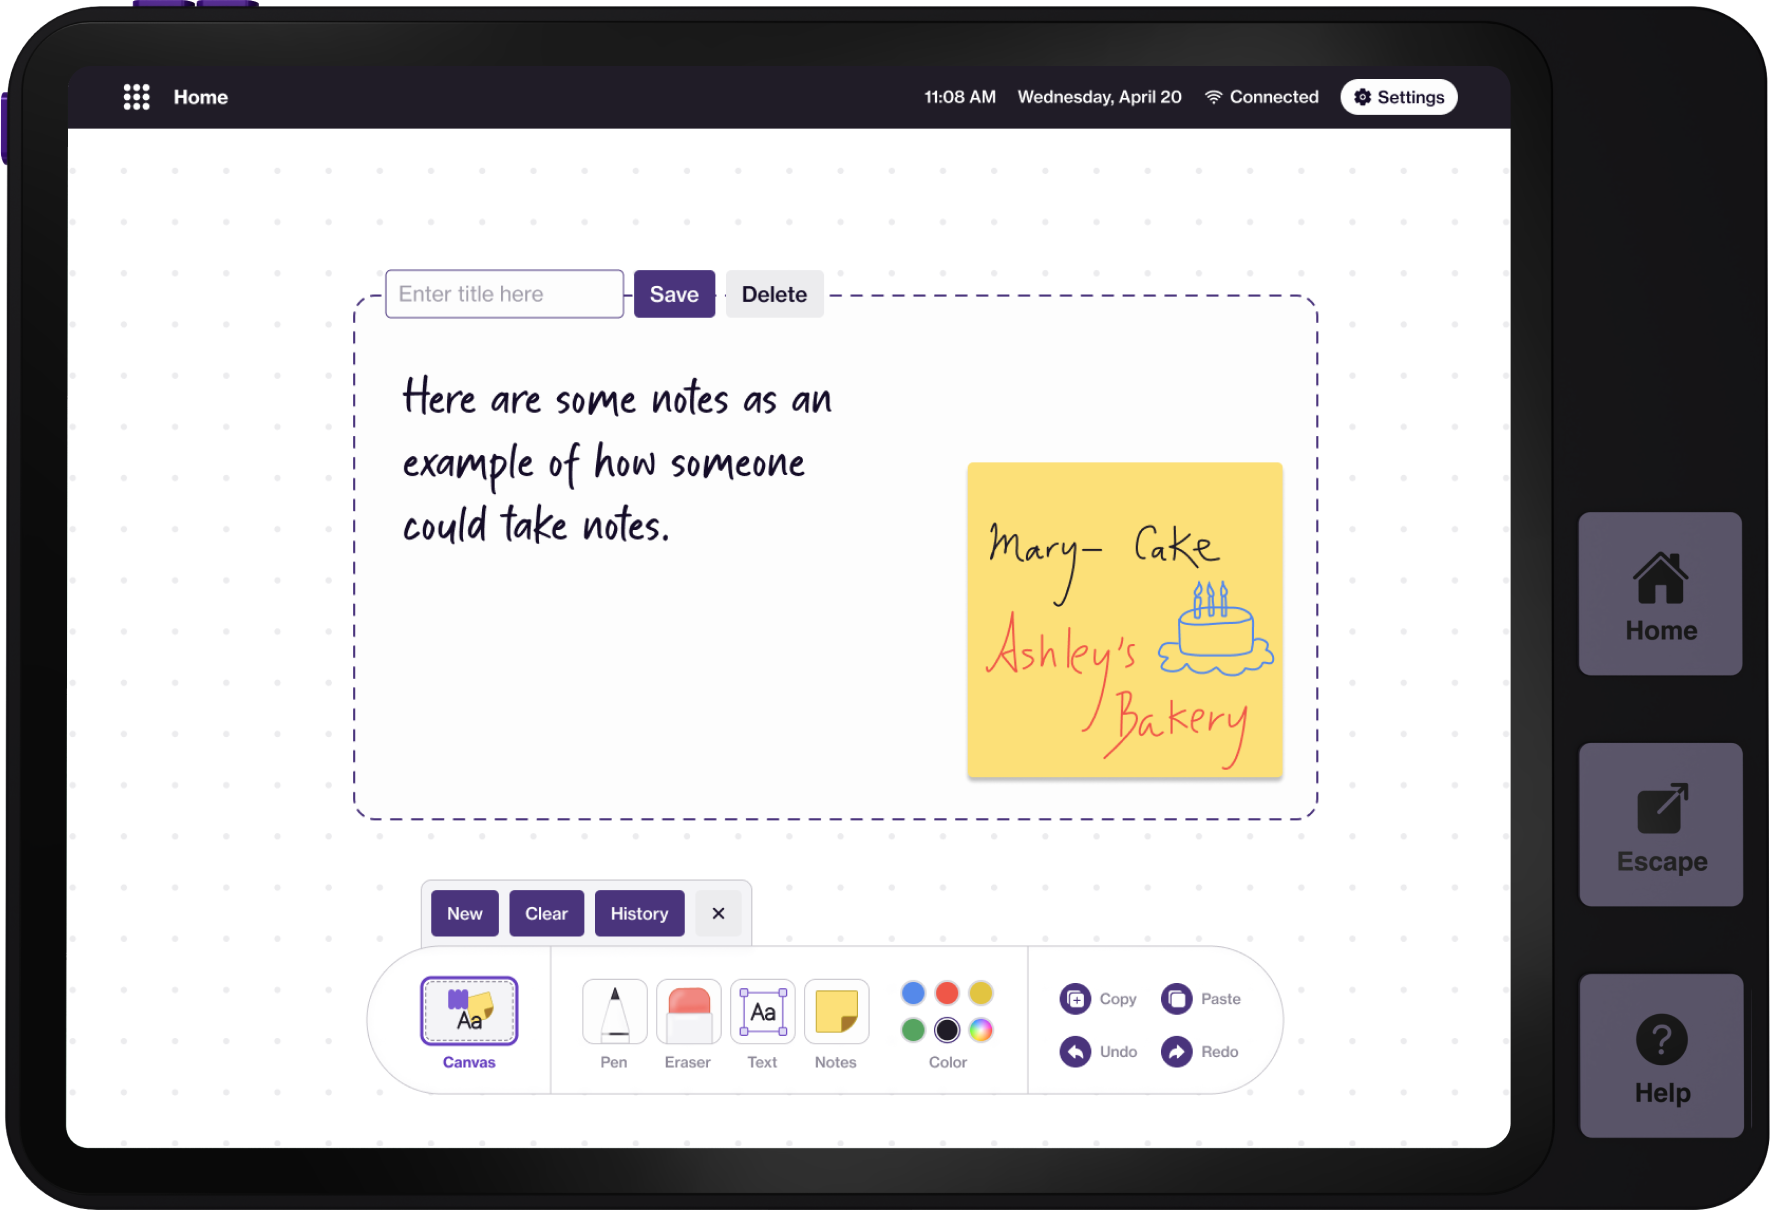 Home
11:08 AM Wednesday, April 20 Connected Settings
Enter title here Save Delete
Here are some notes as an
example of how someone
could take notes.
Mary- Cake
Ashley's
Bakery
New Clear History ×
Aa Aa
Canvas Pen Eraser Text Notes Color
Copy Paste
Undo Redo
Home
Escape
?
Help